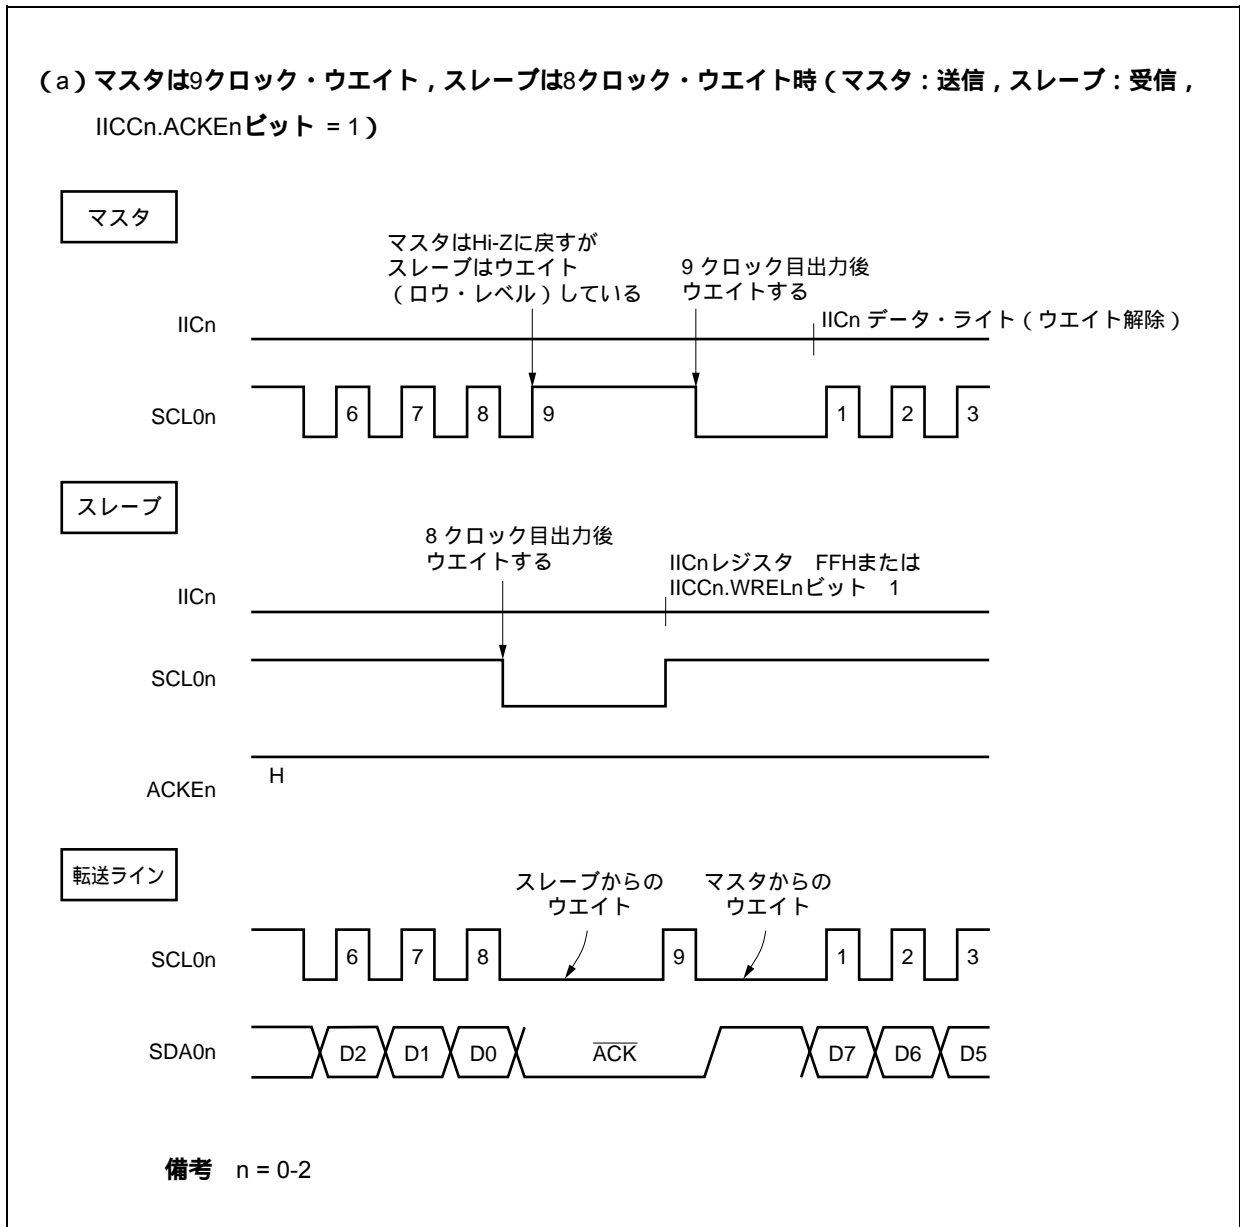 （a）マスタは9クロック・ウエイト，スレーブは8クロック・ウエイト時（マスタ：送信，スレーブ：受信，
IICCn.ACKEnビット = 1）
マスタ
マスタはHi-Zに戻すが
スレーブはウエイト
（ロウ・レベル）している
9 クロック目出力後
ウエイトする
IICn
IICn データ・ライト（ウエイト解除）
SCL0n
6 7 8 9 1 2 3
スレーブ
8 クロック目出力後
ウエイトする
IICnレジスタ　FFHまたは
IICCn.WRELnビット　1
IICn
SCL0n
H
ACKEn
転送ライン
スレーブからの
ウエイト
マスタからの
ウエイト
SCL0n
6 7 8 9 1 2 3
SDA0n
D2 D1 D0 ACK D7 D6 D5
備考　n = 0-2